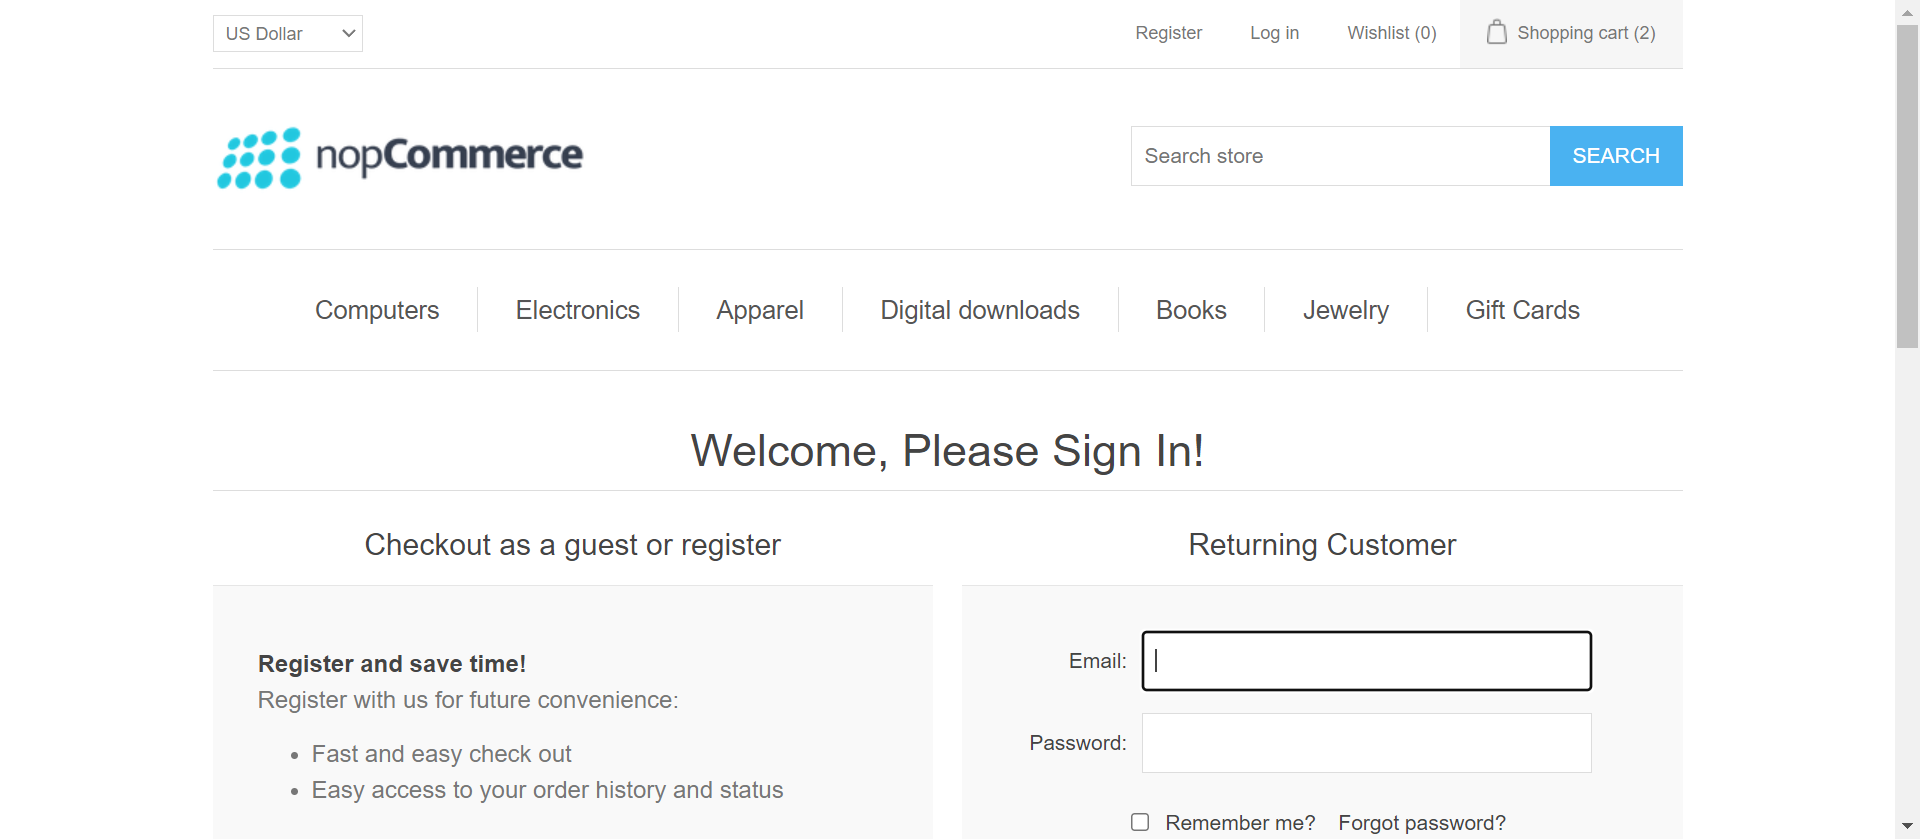 US Dollar
Register
Log in
Wishlist (0)
Shopping cart (2)
nopCommerce
Search store
SEARCH
Computers
Electronics
Apparel
Digital downloads
Books
Jewelry
Gift Cards
Welcome, Please Sign In!
Checkout as a guest or register
Register and save time!
Register with us for future convenience:
Fast and easy check out
Easy access to your order history and status
Returning Customer
Email:
Password:
Remember me?
Forgot password?